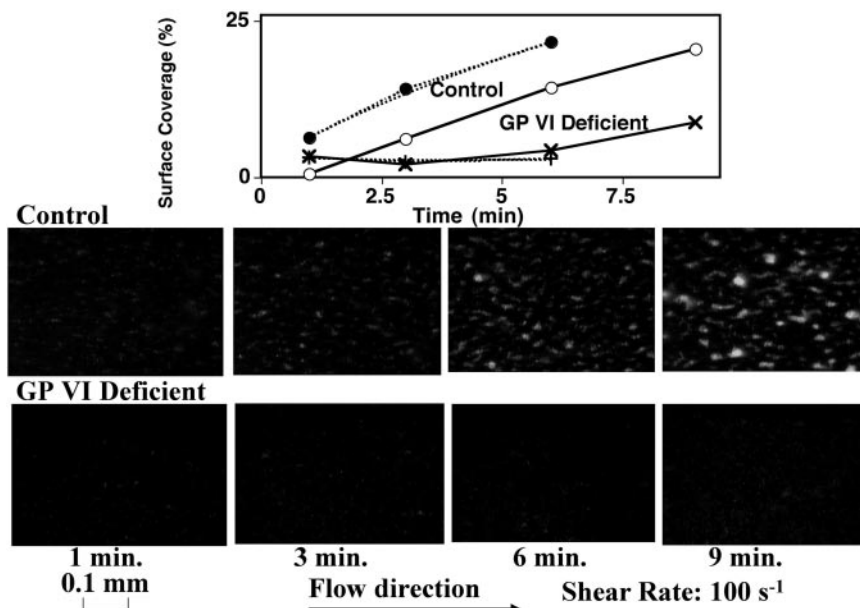 Surface Coverage (%)
25
0
Control
GP VI Deficient
0
2.5
5
7.5
Time (min)
Control
GP VI Deficient
1 min.
3 min.
6 min.
9 min.
0.1 mm
Flow direction
Shear Rate: 100 s⁻¹